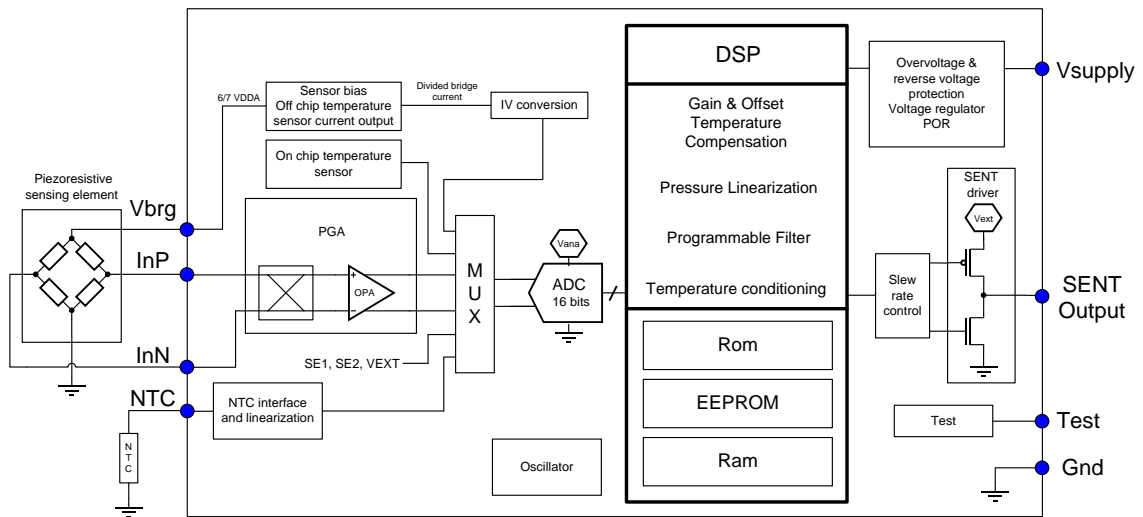 DSP
Overvoltage &
reverse voltage
protection
Voltage regulator
POR
Vsupply
6/7 VDDA
Sensor bias
Off chip temperature
sensor current output
Divided bridge
current
IV conversion
Gain & Offset
Temperature
Compensation
On chip temperature
sensor
Piezoresistive
sensing element
Vbrg
PGA
Pressure Linearization
SENT
driver
Vext
InP
OPA
+
−
M
U
X
Vana
ADC
16 bits
Programmable Filter
Temperature conditioning
Slew
rate
control
SENT
Output
InN
SE1, SE2, VEXT
Rom
NTC
NTC interface
and linearization
EEPROM
Test
Test
N
T
C
Oscillator
Ram
Gnd